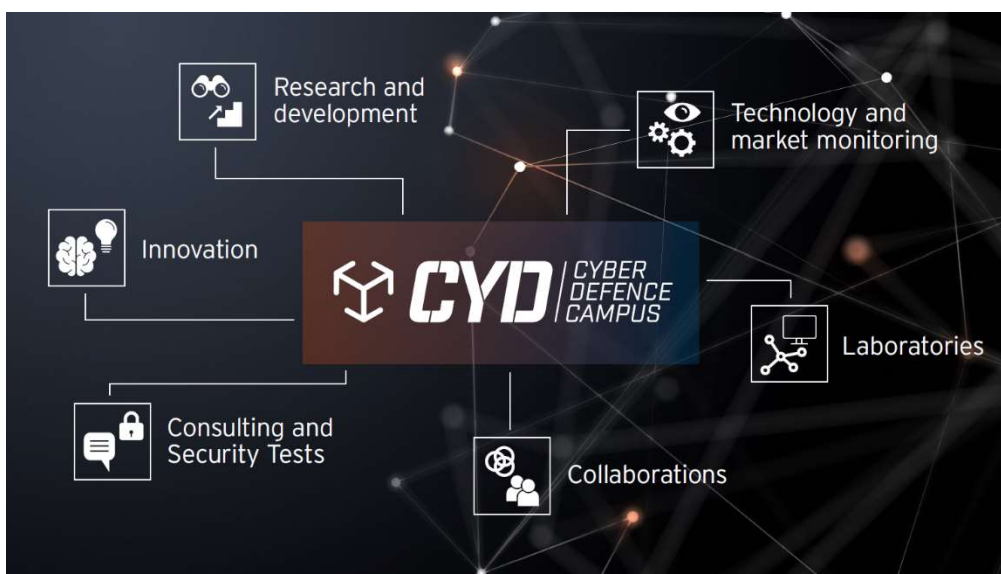 Research and
development
Technology and
market monitoring
Innovation
CYD CYBER
DEFENCE
CAMPUS
Laboratories
Consulting and
Security Tests
Collaborations